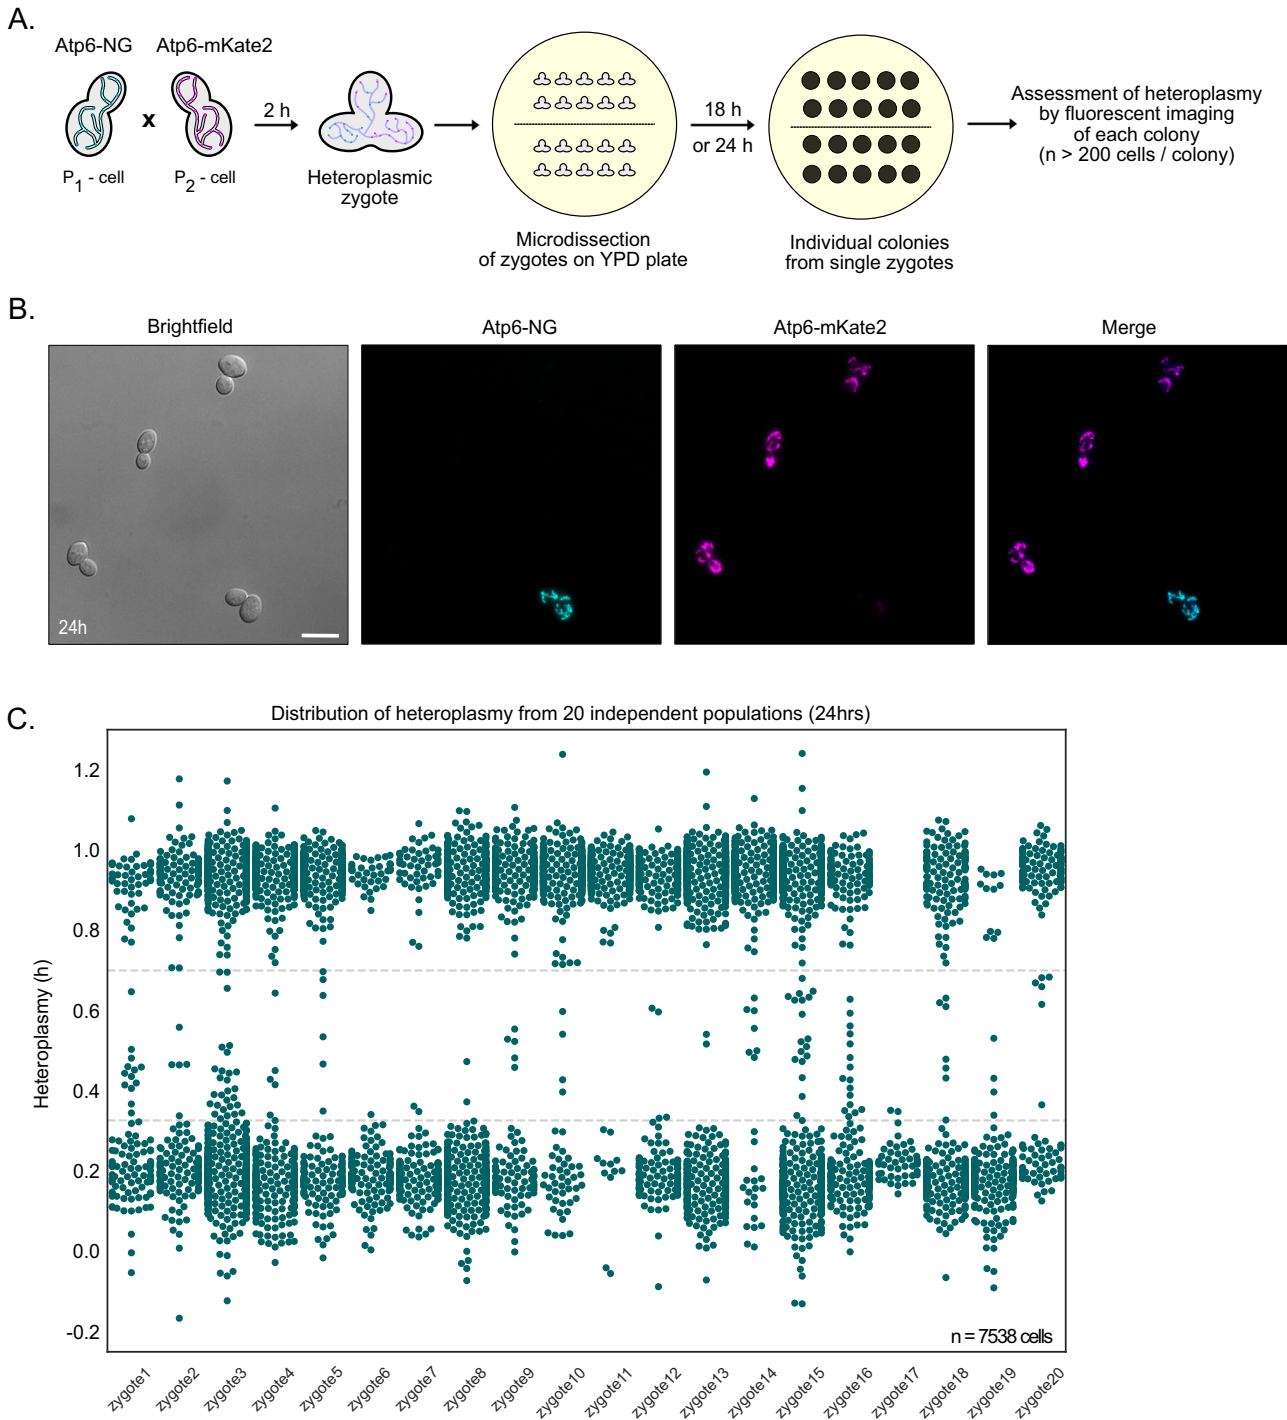 A.
Atp6-NG
Atp6-mKate2
x
2 h
18 h
or 24 h
Assessment of heteroplasmy
by fluorescent imaging
of each colony
(n > 200 cells / colony)
P1 - cell
P2 - cell
Heteroplasmic
zygote
Microdissection
of zygotes on YPD plate
Individual colonies
from single zygotes
B.
Brightfield
Atp6-NG
Atp6-mKate2
Merge
24h
C.
Distribution of heteroplasmy from 20 independent populations (24hrs)
Heteroplasmy (h)
1.2
1.0
0.8
0.6
0.4
0.2
0.0
-0.2
n = 7538 cells
zygote1
zygote2
zygote3
zygote4
zygote5
zygote6
zygote7
zygote8
zygote9
zygote10
zygote11
zygote12
zygote13
zygote14
zygote15
zygote16
zygote17
zygote18
zygote19
zygote20